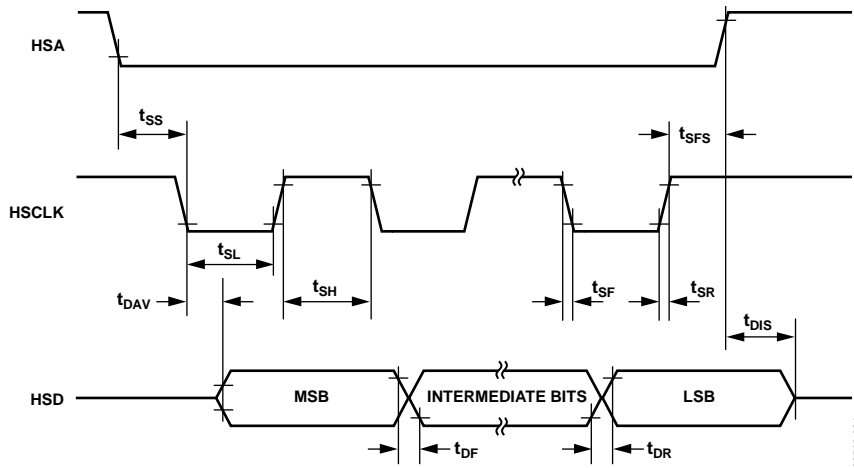 HSA
tSS
tSFS
HSCLK
tSL
tSH
tSF
tSR
tDAV
tDIS
HSD
MSB
INTERMEDIATE BITS
LSB
tDF
tDR